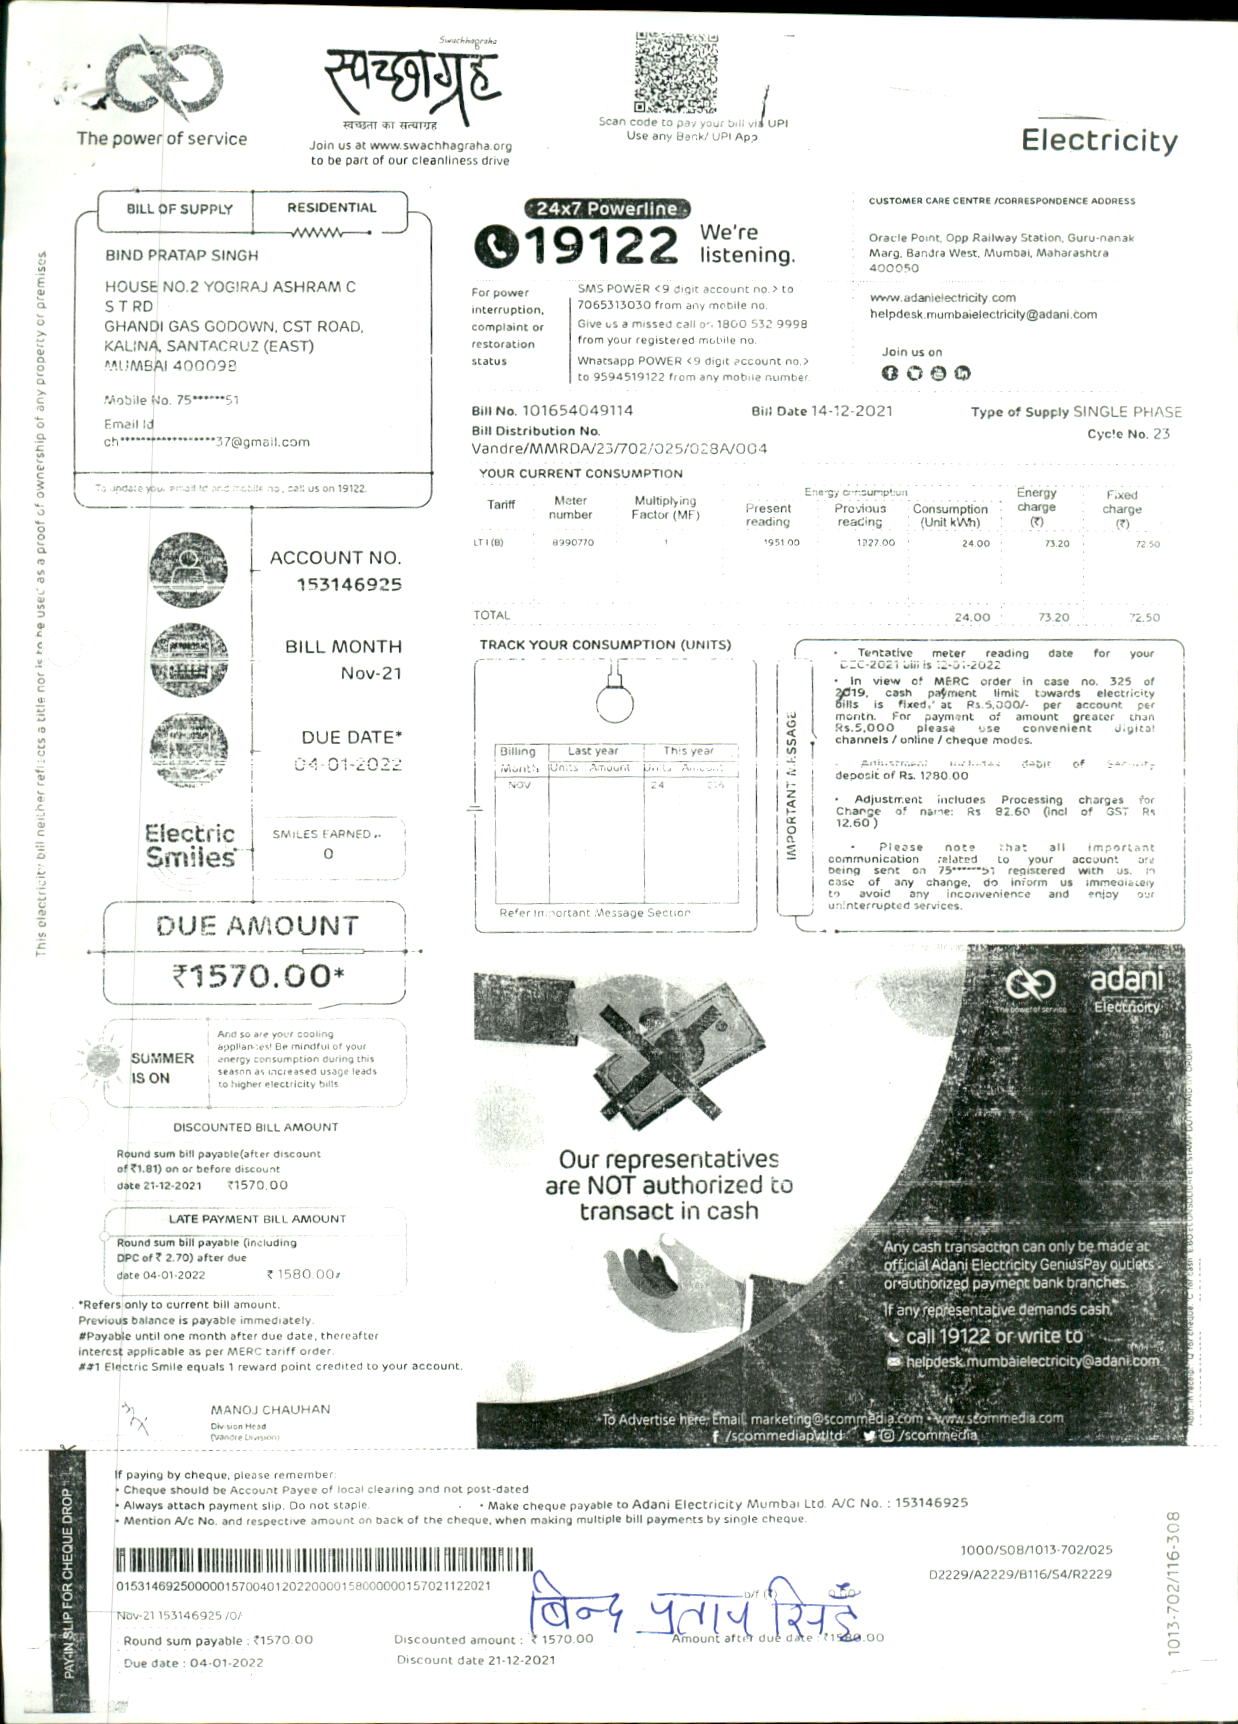 The power of service
Swachhagraha
स्वच्छाग्रह
स्वच्छता का सत्याग्रह
Join us at www.swachhagraha.org
to be part of our cleanliness drive
Scan code to pay your bill via UPI
Use any Bank/ UPI App
Electricity
BILL OF SUPPLY
RESIDENTIAL
BIND PRATAP SINGH
HOUSE NO.2 YOGIRAJ ASHRAM C
S T RD
GHANDI GAS GODOWN, CST ROAD,
KALINA, SANTACRUZ (EAST)
MUMBAI 400098
Mobile No. 75******51
Email Id
ch******************37@gmail.com
To update your email Id and mobile no., call us on 19122.
24x7 Powerline
19122
We're
listening.
For power
interruption,
complaint or
restoration
status
SMS POWER <9 digit account no.> to
7065313030 from any mobile no.
Give us a missed call on 1800 532 9998
from your registered mobile no.
Whatsapp POWER <9 digit account no.>
to 9594519122 from any mobile number.
CUSTOMER CARE CENTRE /CORRESPONDENCE ADDRESS
Oracle Point, Opp Railway Station, Guru-nanak
Marg, Bandra West, Mumbai, Maharashtra
400050
www.adanielectricity.com
helpdesk.mumbaielectricity@adani.com
Join us on
Bill No. 101654049114
Bill Date 14-12-2021
Type of Supply SINGLE PHASE
Bill Distribution No.
Cycle No. 23
Vandre/MMRDA/23/702/025/028A/004
YOUR CURRENT CONSUMPTION
Tariff
Meter number
Multiplying Factor (MF)
Energy consumption
Present reading
Previous reading
Consumption (Unit kWh)
Energy charge (₹)
Fixed charge (₹)
LT I (B) 8990770 1 1951.00 1927.00 24.00 73.20 72.50
TOTAL 24.00 73.20 72.50
ACCOUNT NO.
153146925
BILL MONTH
Nov-21
DUE DATE*
04-01-2022
Electric
Smiles
SMILES EARNED
0
DUE AMOUNT
₹1570.00*
TRACK YOUR CONSUMPTION (UNITS)
Billing Last year This year
Month Units Amount Units Amount
NOV 24
Refer Important Message Section
IMPORTANT MESSAGE
• Tentative meter reading date for your
DEC-2021 bill is 12-01-2022
• In view of MERC order in case no. 325 of
2019, cash payment limit towards electricity
bills is fixed, at Rs.5,000/- per account per
month. For payment of amount greater than
Rs.5,000 please use convenient digital
channels / online / cheque modes.
• Adjustment includes debit of Security
deposit of Rs. 1280.00
• Adjustment includes Processing charges for
Change of name: Rs 82.60 (incl of GST Rs
12.60 )
• Please note that all important
communication related to your account are
being sent on 75******51 registered with us. In
case of any change, do inform us immediately
to avoid any inconvenience and enjoy our
uninterrupted services.
SUMMER
IS ON
And so are your cooling
appliances! Be mindful of your
energy consumption during this
season as increased usage leads
to higher electricity bills
DISCOUNTED BILL AMOUNT
Round sum bill payable(after discount
of ₹1.81) on or before discount
date 21-12-2021 ₹1570.00
LATE PAYMENT BILL AMOUNT
Round sum bill payable (including
DPC of ₹ 2.70) after due
date 04-01-2022 ₹ 1580.00#
*Refers only to current bill amount.
Previous balance is payable immediately.
#Payable until one month after due date, thereafter
interest applicable as per MERC tariff order.
##1 Electric Smile equals 1 reward point credited to your account.
MANOJ CHAUHAN
Division Head
(Vandre Division)
The power of service
adani
Electricity
Our representatives
are NOT authorized to
transact in cash
Any cash transaction can only be made at
official Adani Electricity GeniusPay outlets
or authorized payment bank branches.
If any representative demands cash,
call 19122 or write to
helpdesk.mumbaielectricity@adani.com
To Advertise here, Email. marketing@scommedia.com • www.scommedia.com
/scommediapvtltd /scommedia
This electricity bill neither reflects a title nor is to be used as a proof of ownership of any property or premises
PAY-IN SLIP FOR CHEQUE DROP
If paying by cheque, please remember:
• Cheque should be Account Payee of local clearing and not post-dated
• Always attach payment slip. Do not staple.
• Make cheque payable to Adani Electricity Mumbai Ltd. A/C No. : 153146925
• Mention A/c No. and respective amount on back of the cheque, when making multiple bill payments by single cheque.
1000/S08/1013-702/025
D2229/A2229/B116/S4/R2229
01531469250000015700401202200001580000000157021122021
बिन्द प्रताप सिंह
Nov-21 153146925 /0/
Round sum payable : ₹1570.00
Discounted amount : ₹ 1570.00
Amount after due date : ₹1580.00
Due date : 04-01-2022
Discount date 21-12-2021
1013-702/116-308